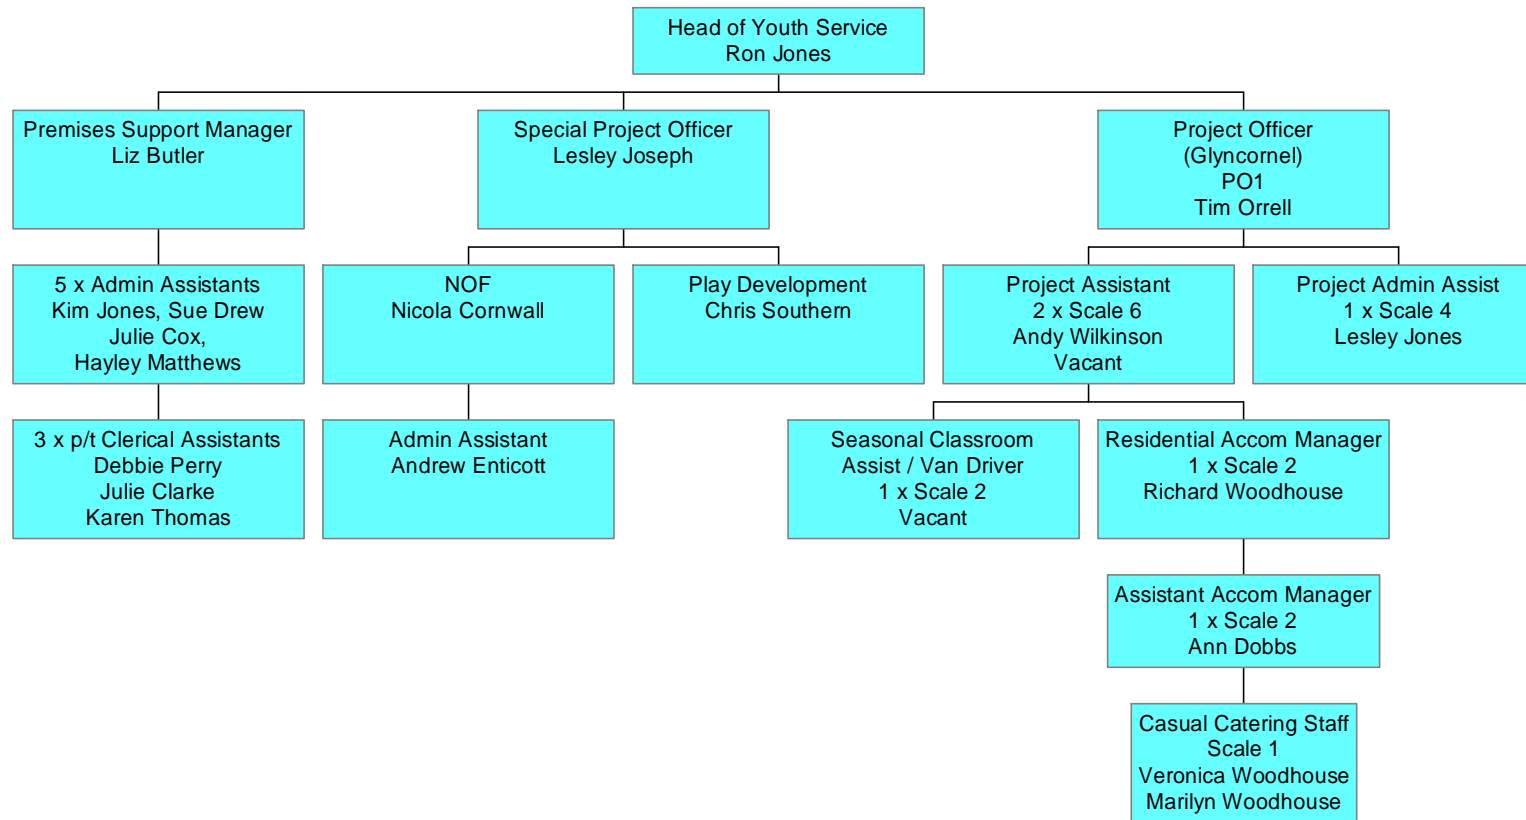 Head of Youth Service
Ron Jones
Premises Support Manager
Liz Butler
Special Project Officer
Lesley Joseph
Project Officer
(Glyncornel)
PO1
Tim Orrell
5 x Admin Assistants
Kim Jones, Sue Drew
Julie Cox,
Hayley Matthews
NOF
Nicola Cornwall
Play Development
Chris Southern
Project Assistant
2 x Scale 6
Andy Wilkinson
Vacant
Project Admin Assist
1 x Scale 4
Lesley Jones
3 x p/t Clerical Assistants
Debbie Perry
Julie Clarke
Karen Thomas
Admin Assistant
Andrew Enticott
Seasonal Classroom
Assist / Van Driver
1 x Scale 2
Vacant
Residential Accom Manager
1 x Scale 2
Richard Woodhouse
Assistant Accom Manager
1 x Scale 2
Ann Dobbs
Casual Catering Staff
Scale 1
Veronica Woodhouse
Marilyn Woodhouse